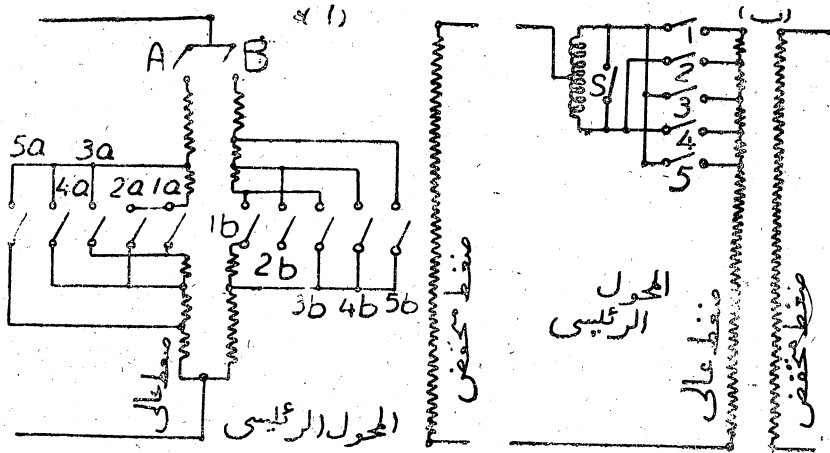 (أ)
A B
5a 3a
4a 2a 1a
1b
2b
3b 4b 5b
ضغط عالى
المحول الرئيسى
ضغط منخفض
(ب)
S
1
2
3
4
5
المحول
الرئيسى
ضغط عالى
ضغط منخفض